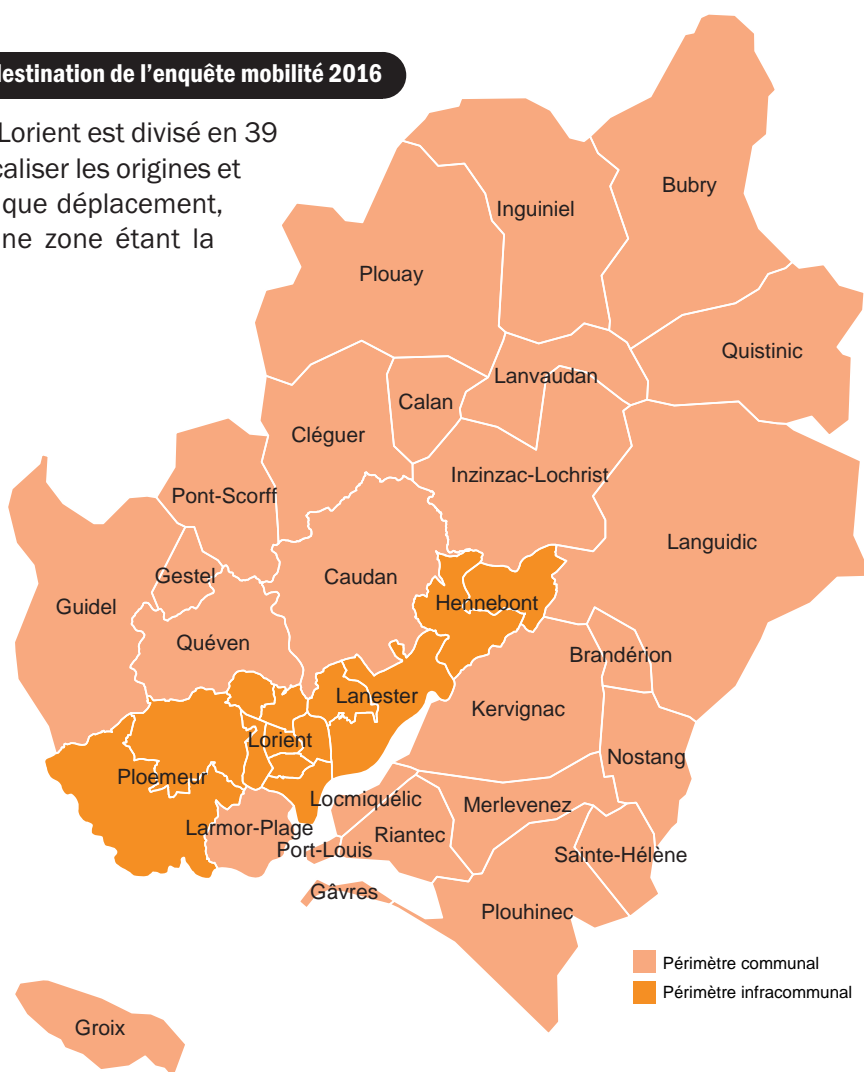 destination de l'enquête mobilité 2016
Lorient est divisé en 39
caliser les origines et
que déplacement,
ne zone étant la
Bubry
Inguiniel
Plouay
Quistinic
Lanvaudan
Calan
Cléguer
Inzinzac-Lochrist
Pont-Scorff
Languidic
Gestel
Caudan
Hennebont
Guidel
Quéven
Brandérion
Lanester
Kervignac
Lorient
Nostang
Ploemeur
Locmiquélic
Merlevenez
Larmor-Plage
Riantec
Port-Louis
Sainte-Hélène
Gâvres
Plouhinec
Périmètre communal
Périmètre infracommunal
Groix